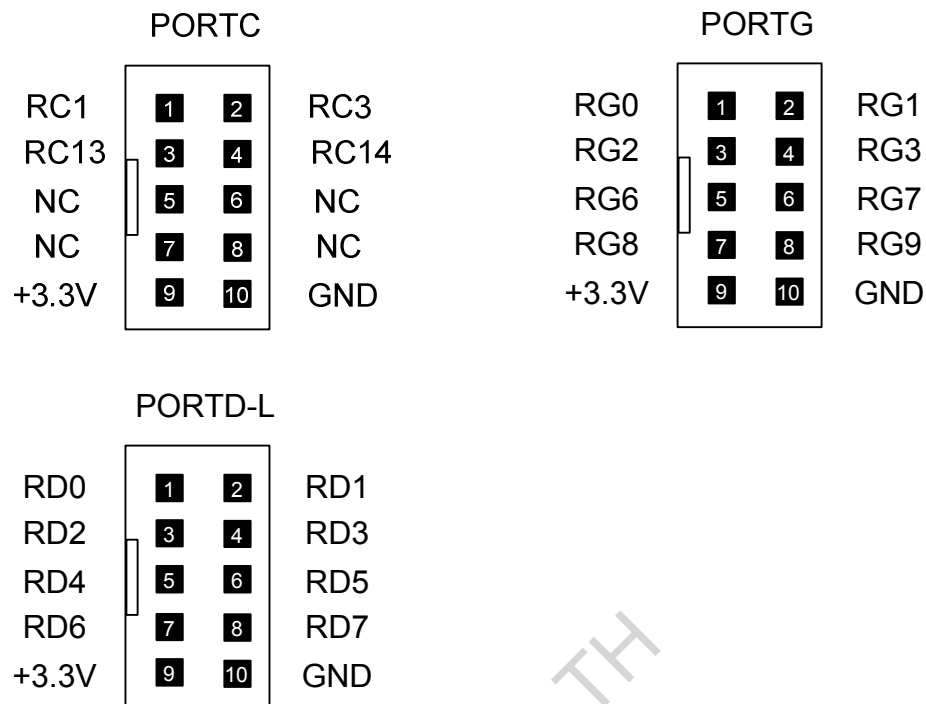 PORTC
RC1 1 2 RC3
RC13 3 4 RC14
NC 5 6 NC
NC 7 8 NC
+3.3V 9 10 GND
PORTG
RG0 1 2 RG1
RG2 3 4 RG3
RG6 5 6 RG7
RG8 7 8 RG9
+3.3V 9 10 GND
PORTD-L
RD0 1 2 RD1
RD2 3 4 RD3
RD4 5 6 RD5
RD6 7 8 RD7
+3.3V 9 10 GND
TH